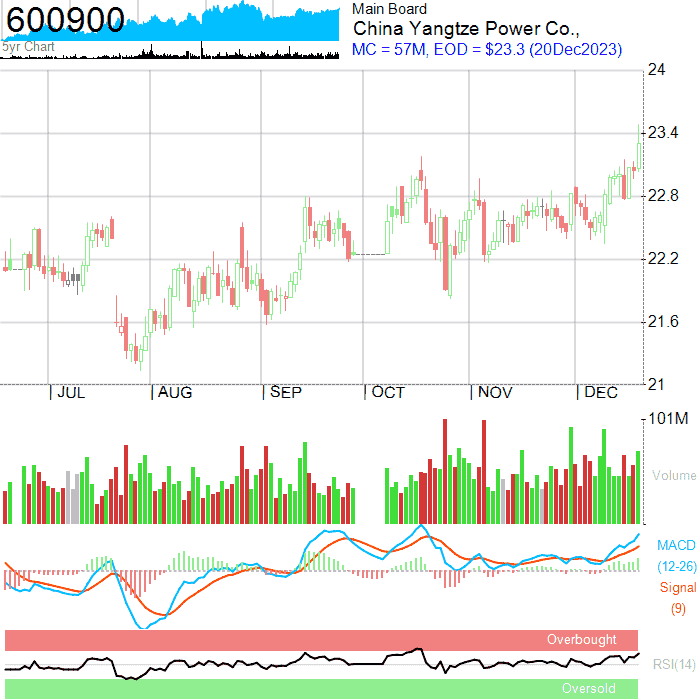 600900
5yr Chart
Main Board
China Yangtze Power Co.,
MC = 57M, EOD = $23.3 (20Dec2023)
24
23.4
22.8
22.2
21.6
21
JUL
AUG
SEP
OCT
NOV
DEC
101M
Volume
MACD
(12-26)
Signal
(9)
Overbought
RSI(14)
Oversold